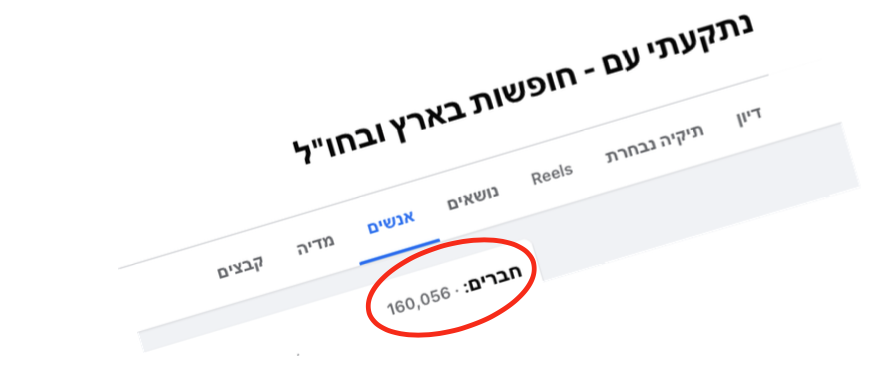 נתקעתי עם - חופשות בארץ ובחו"ל
דיון תיקיה נבחרת Reels נושאים אנשים מדיה קבצים
חברים: · 160,056